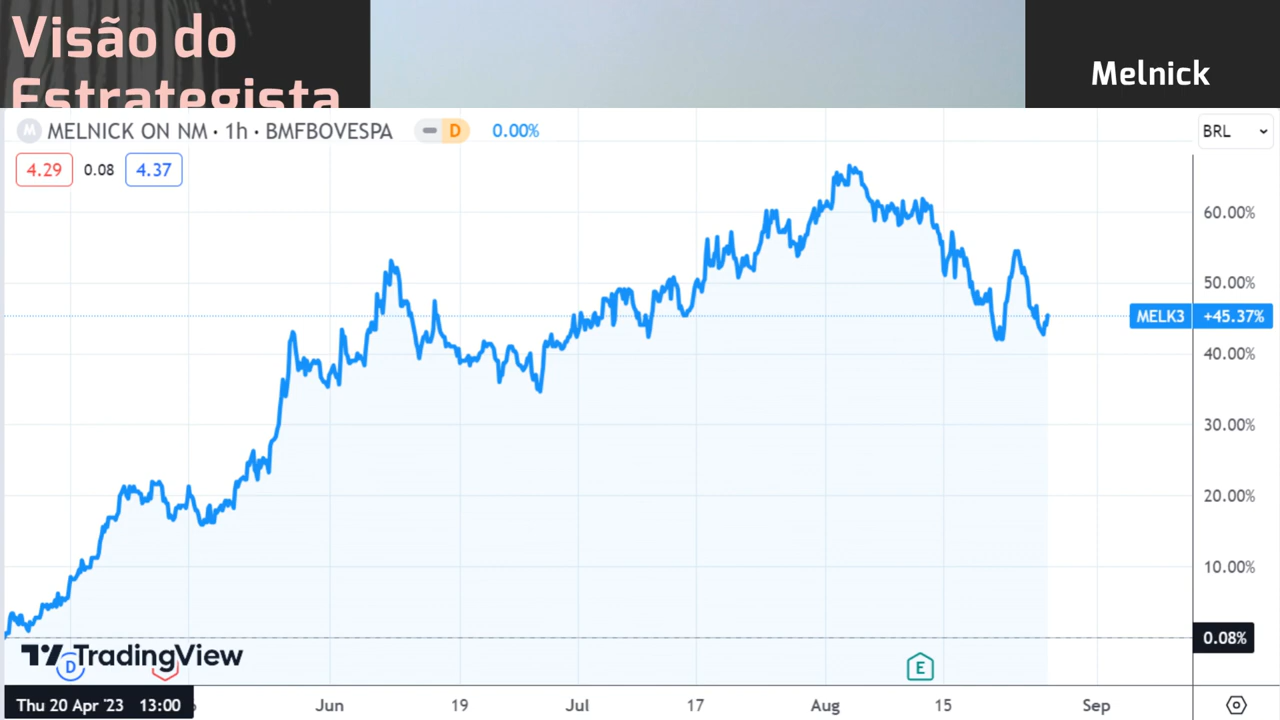 Visão do
Estrategista
Melnick
M MELNICK ON NM · 1h · BMFBOVESPA D 0.00% BRL
4.29 0.08 4.37
60.00%
50.00%
MELK3 +45.37%
40.00%
30.00%
20.00%
10.00%
0.08%
TradingView
D
E
Thu 20 Apr '23 13:00 Jun 19 Jul 17 Aug 15 Sep